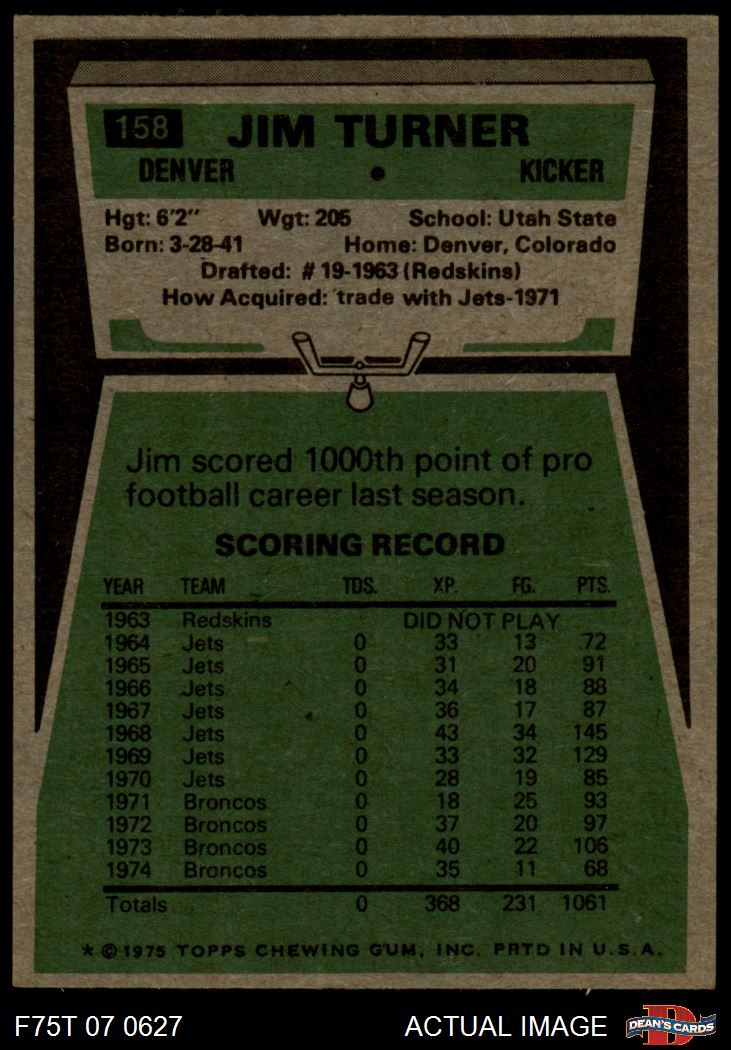 158 JIM TURNER
DENVER • KICKER
Hgt: 6'2" Wgt: 205 School: Utah State
Born: 3-28-41 Home: Denver, Colorado
Drafted: # 19-1963 (Redskins)
How Acquired: trade with Jets-1971
Jim scored 1000th point of pro
football career last season.
SCORING RECORD
YEAR TEAM TDS. XP. FG. PTS.
1963 Redskins DID NOT PLAY
1964 Jets 0 33 13 72
1965 Jets 0 31 20 91
1966 Jets 0 34 18 88
1967 Jets 0 36 17 87
1968 Jets 0 43 34 145
1969 Jets 0 33 32 129
1970 Jets 0 28 19 85
1971 Broncos 0 18 25 93
1972 Broncos 0 37 20 97
1973 Broncos 0 40 22 106
1974 Broncos 0 35 11 68
Totals 0 368 231 1061
* © 1975 TOPPS CHEWING GUM, INC. PRTD IN U.S.A.
F75T 07 0627 ACTUAL IMAGE D DEAN'S CARDS